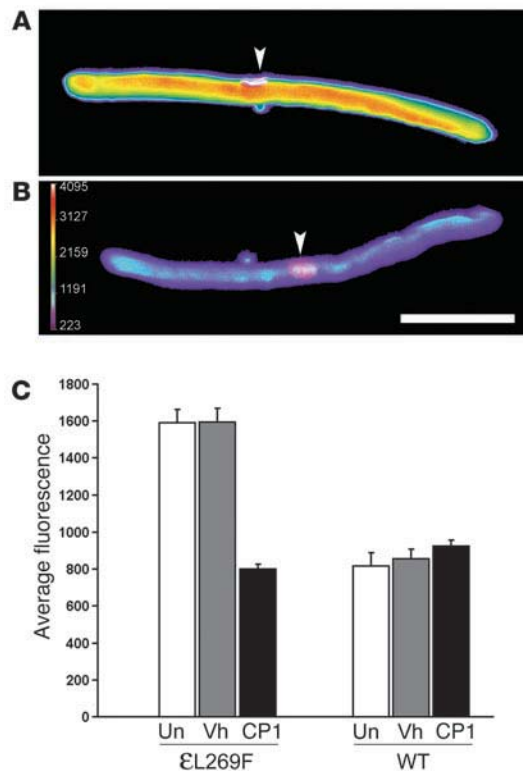 A
B
4095
3127
2159
1191
223
C
Average fluorescence
1800
1600
1400
1200
1000
800
600
400
200
0
Un Vh CP1 Un Vh CP1
εL269F WT